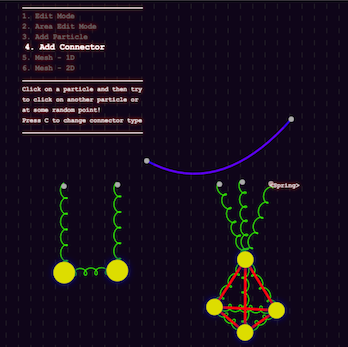 1. Edit Mode
2. Area Edit Mode
3. Add Particle
4. Add Connector
5. Mesh - 1D
6. Mesh - 2D
Click on a particle and then try
to click on another particle or
at some random point!
Press C to change connector type
<Spring>